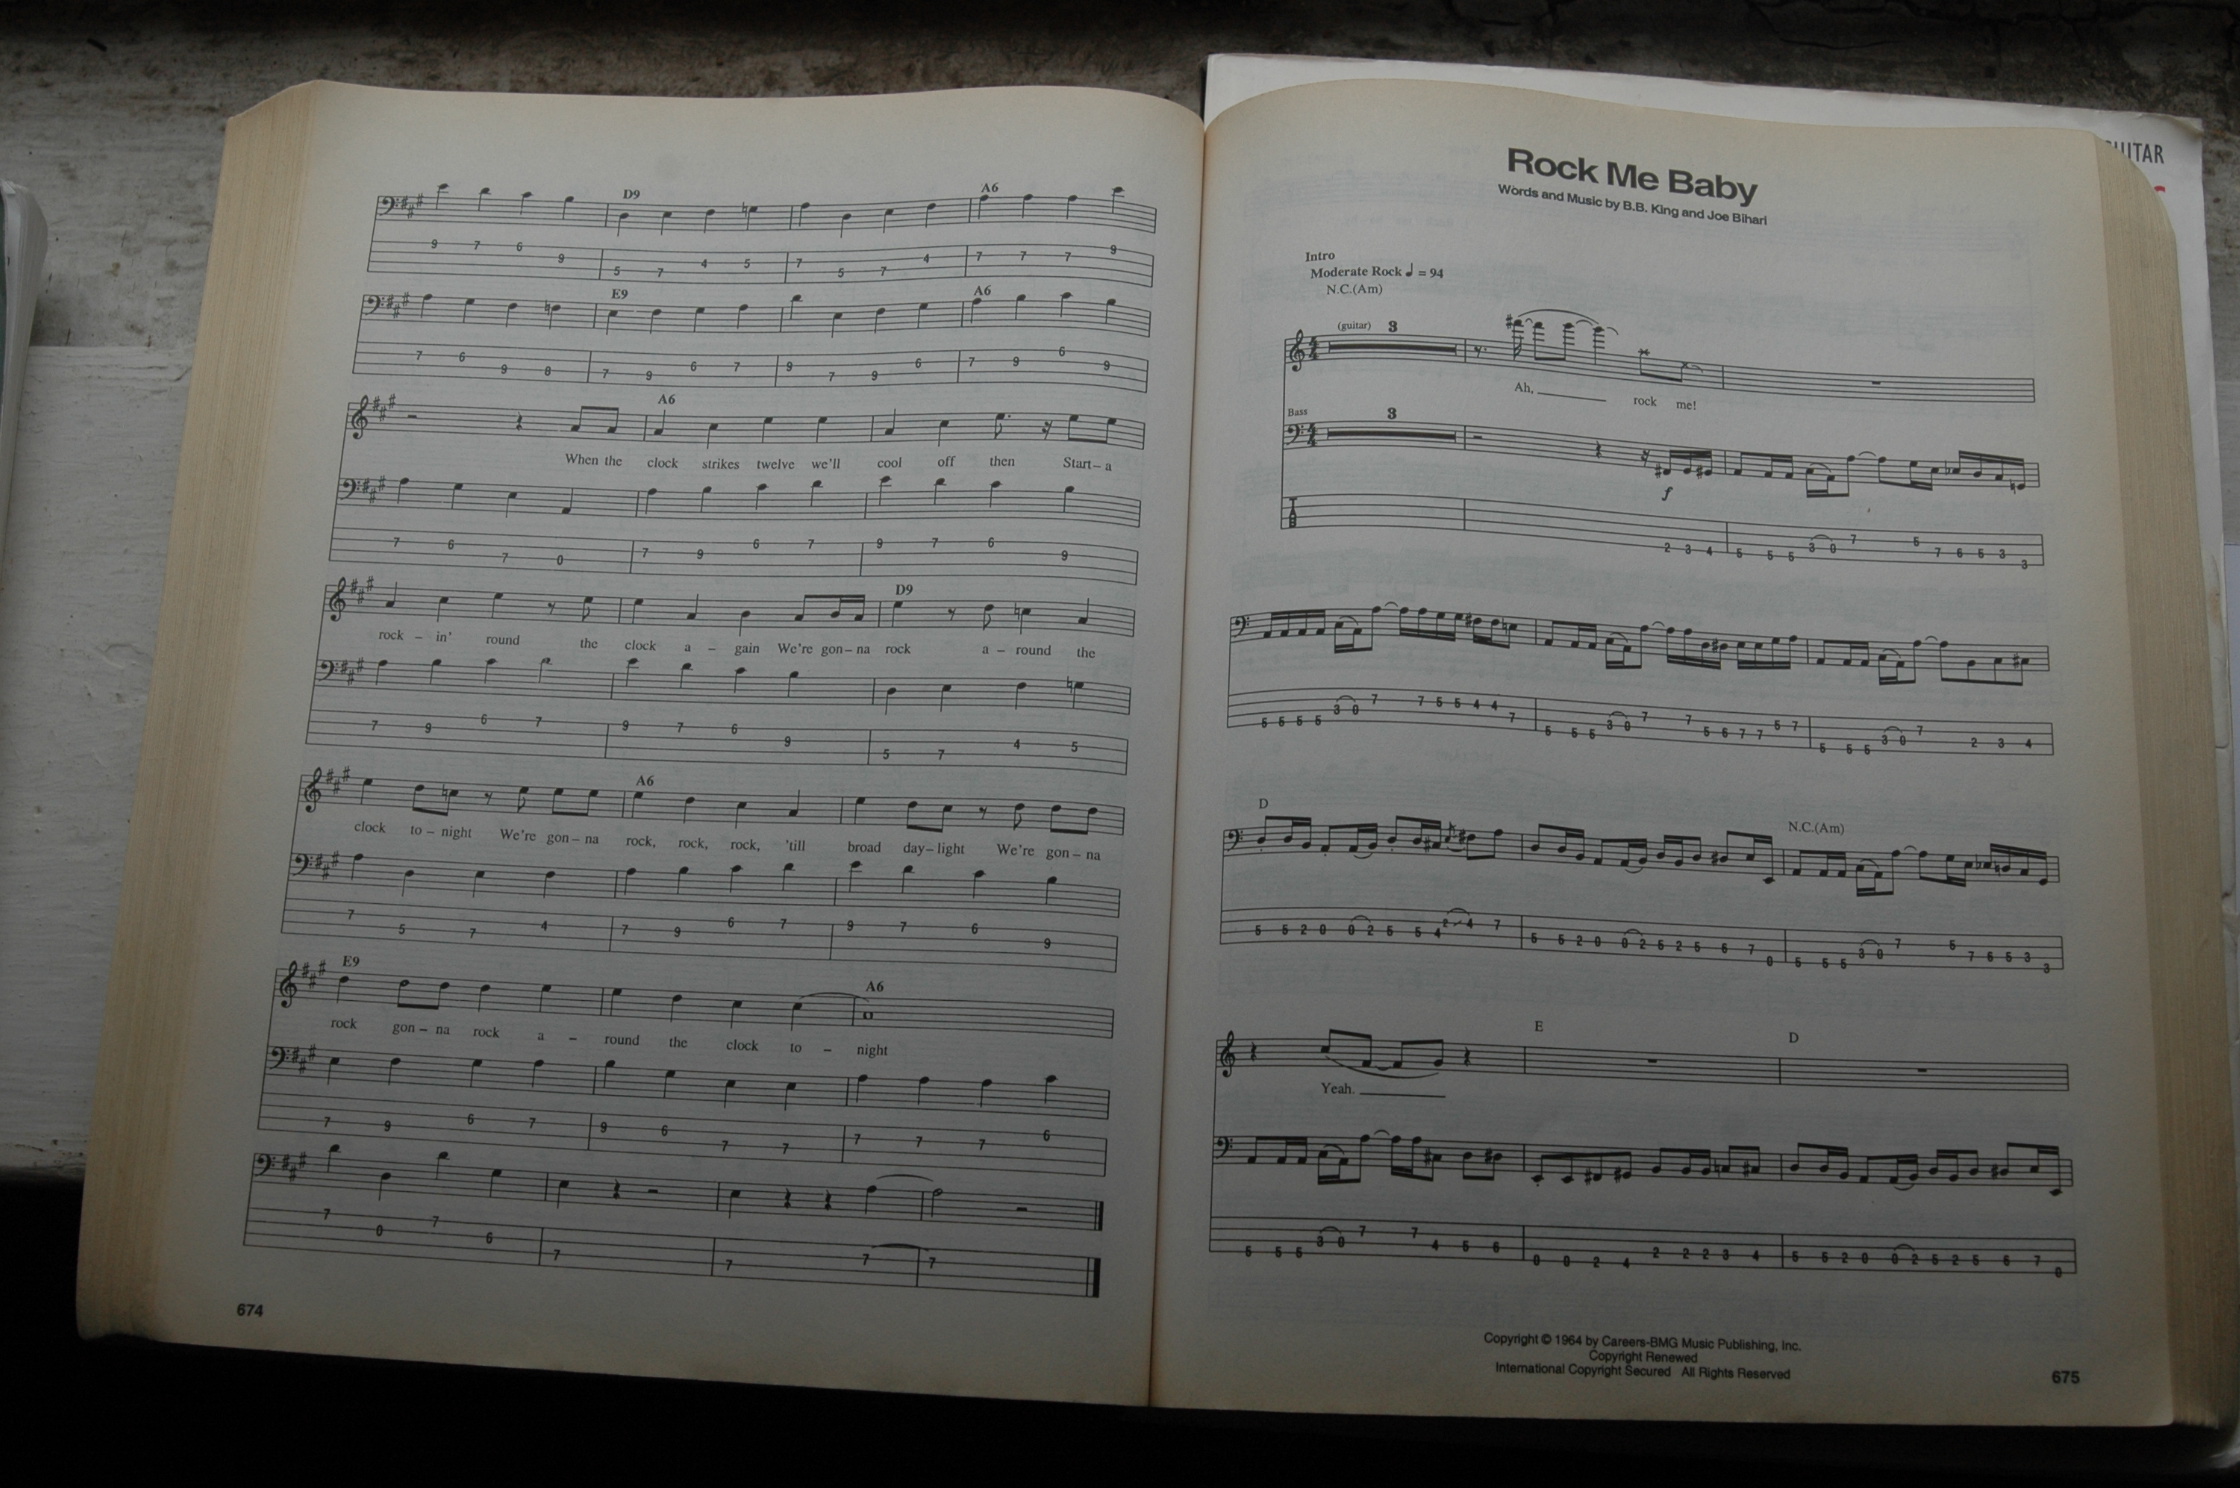 D9 A6
9 7 6 9 5 7 4 5 7 5 7 4 7 7 7 9
E9 A6
7 6 9 8 7 9 6 7 9 7 9 6 7 9 6 9
A6
When the clock strikes twelve we'll cool off then Start– a
7 6 7 0 7 9 6 7 9 7 6 9
D9
rock – in' round the clock a – gain We're gon– na rock a – round the
7 9 6 7 9 7 6 9 5 7 4 5
A6
clock to – night We're gon – na rock, rock, rock, 'till broad day– light We're gon – na
7 5 7 4 7 9 6 7 9 7 6 9
E9 A6
rock gon – na rock a – round the clock to – night
7 9 6 7 9 6 7 7 7 7 7 6
7 0 7 6 7 7 7 7
674
GUITAR
Rock Me Baby
Words and Music by B.B. King and Joe Bihari
Intro
Moderate Rock ♩ = 94
N.C.(Am)
(guitar) 3
Ah, rock me!
Bass 3
f
2 3 4 5 5 5 3 0 7 5 7 6 5 3 3
5 5 5 5 3 0 7 7 5 5 4 4 7 5 5 5 3 0 7 7 5 6 7 7 5 7 5 5 5 3 0 7 2 3 4
D N.C.(Am)
5 5 2 0 0 2 5 5 4 2 4 7 5 5 2 0 0 2 5 2 5 6 7 0 5 5 5 3 0 7 5 7 6 5 3 3
E D
Yeah.
5 5 5 3 0 7 7 4 5 6 0 0 2 4 2 2 2 3 4 5 5 2 0 0 2 5 2 5 6 7 0
Copyright © 1964 by Careers-BMG Music Publishing, Inc.
Copyright Renewed
International Copyright Secured All Rights Reserved
675